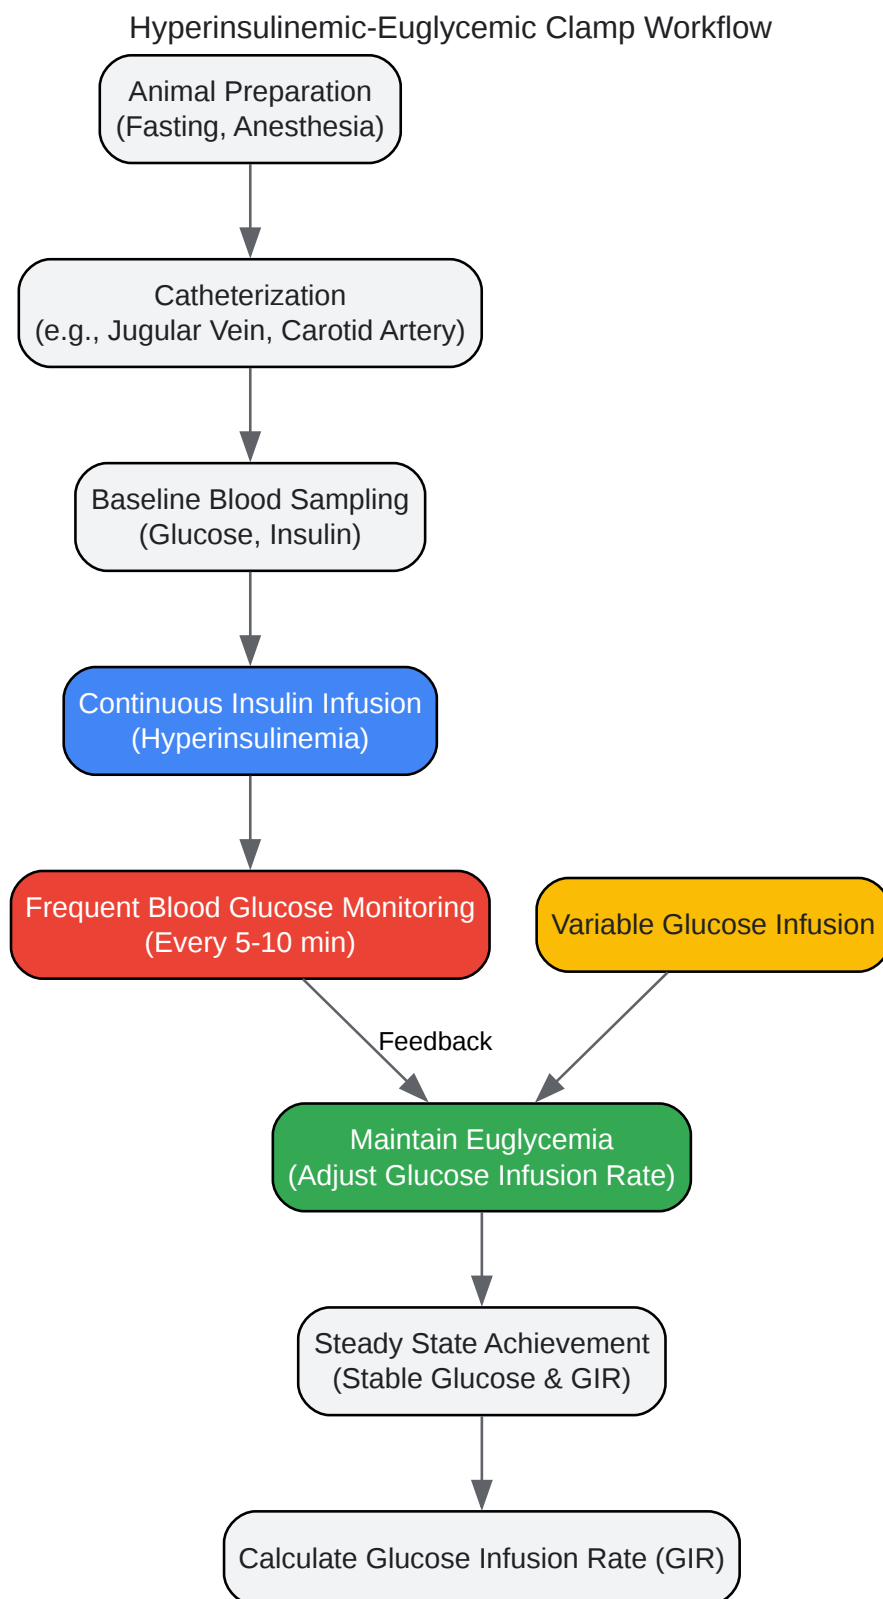 Hyperinsulinemic-Euglycemic Clamp Workflow
Animal Preparation
(Fasting, Anesthesia)
Catheterization
(e.g., Jugular Vein, Carotid Artery)
Baseline Blood Sampling
(Glucose, Insulin)
Continuous Insulin Infusion
(Hyperinsulinemia)
Frequent Blood Glucose Monitoring
(Every 5-10 min)
Variable Glucose Infusion
Feedback
Maintain Euglycemia
(Adjust Glucose Infusion Rate)
Steady State Achievement
(Stable Glucose & GIR)
Calculate Glucose Infusion Rate (GIR)